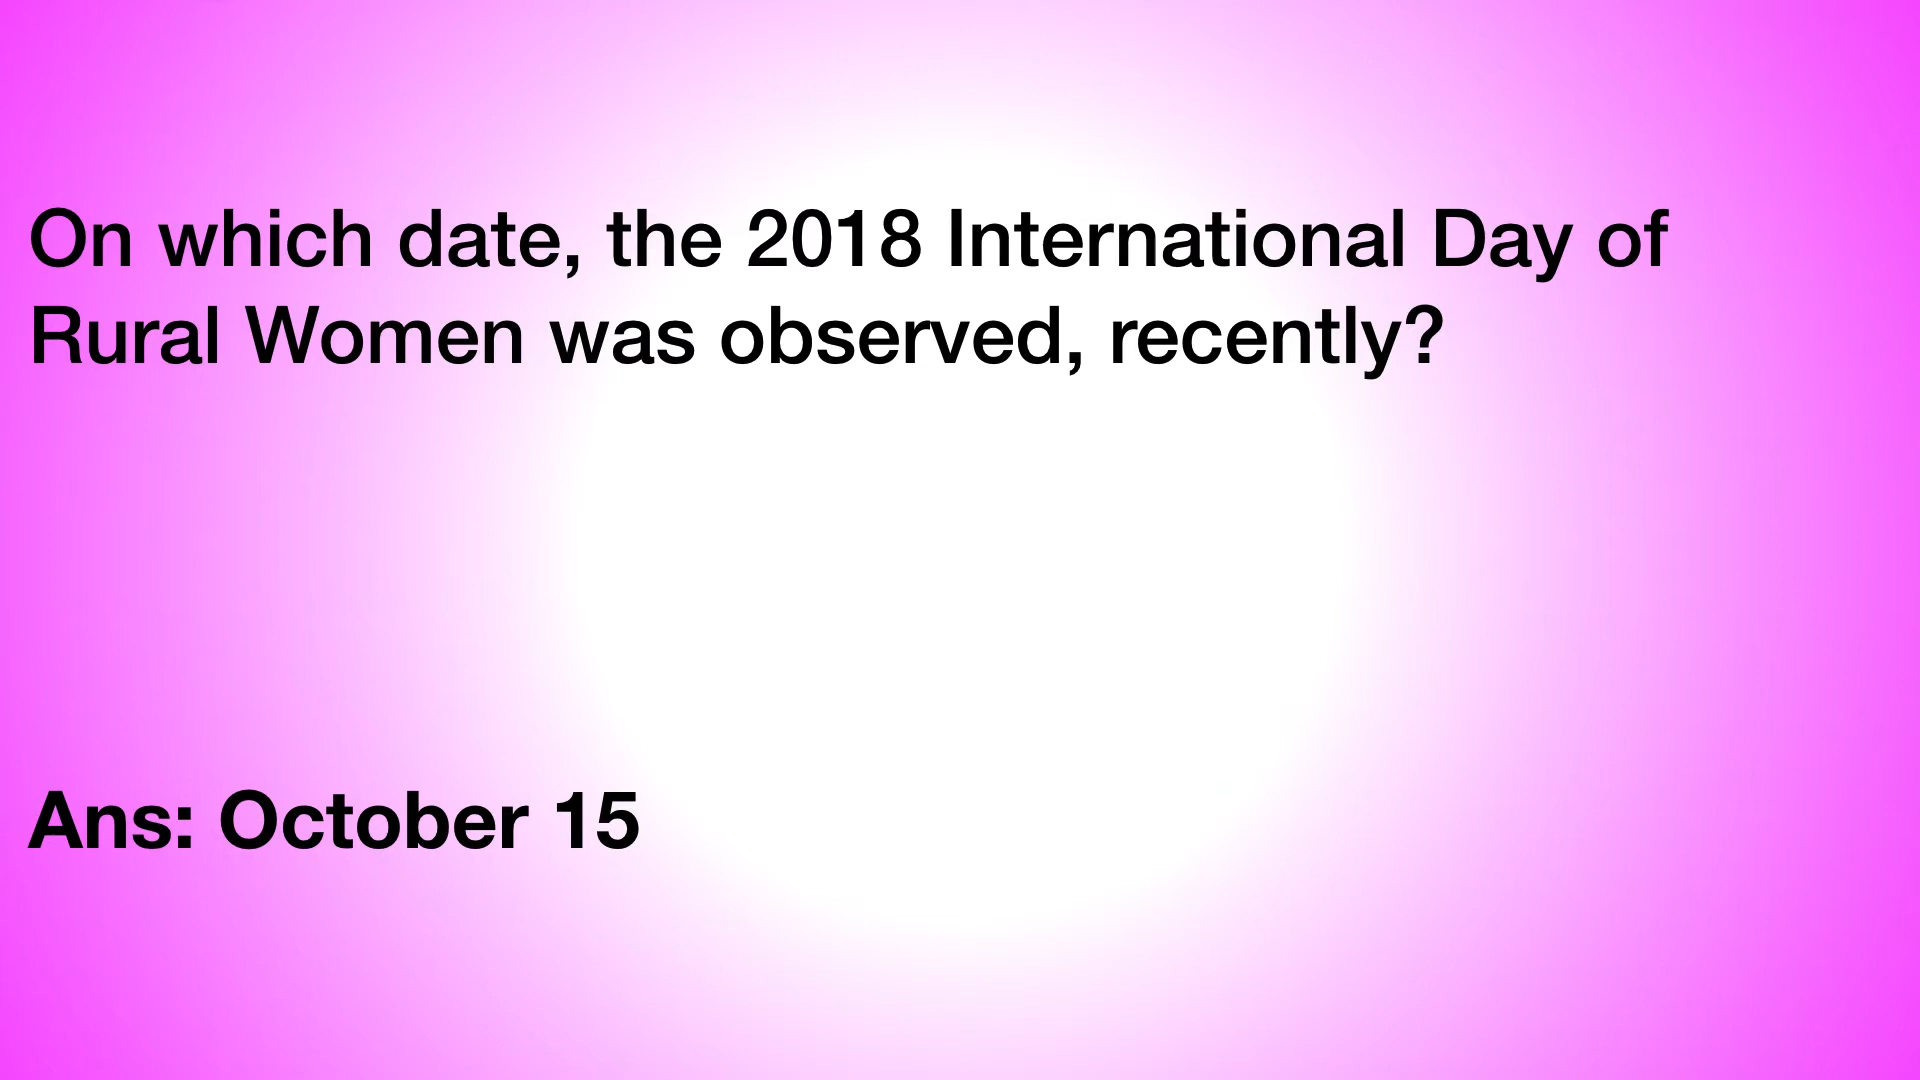 On which date, the 2018 International Day of
Rural Women was observed, recently?
Ans: October 15